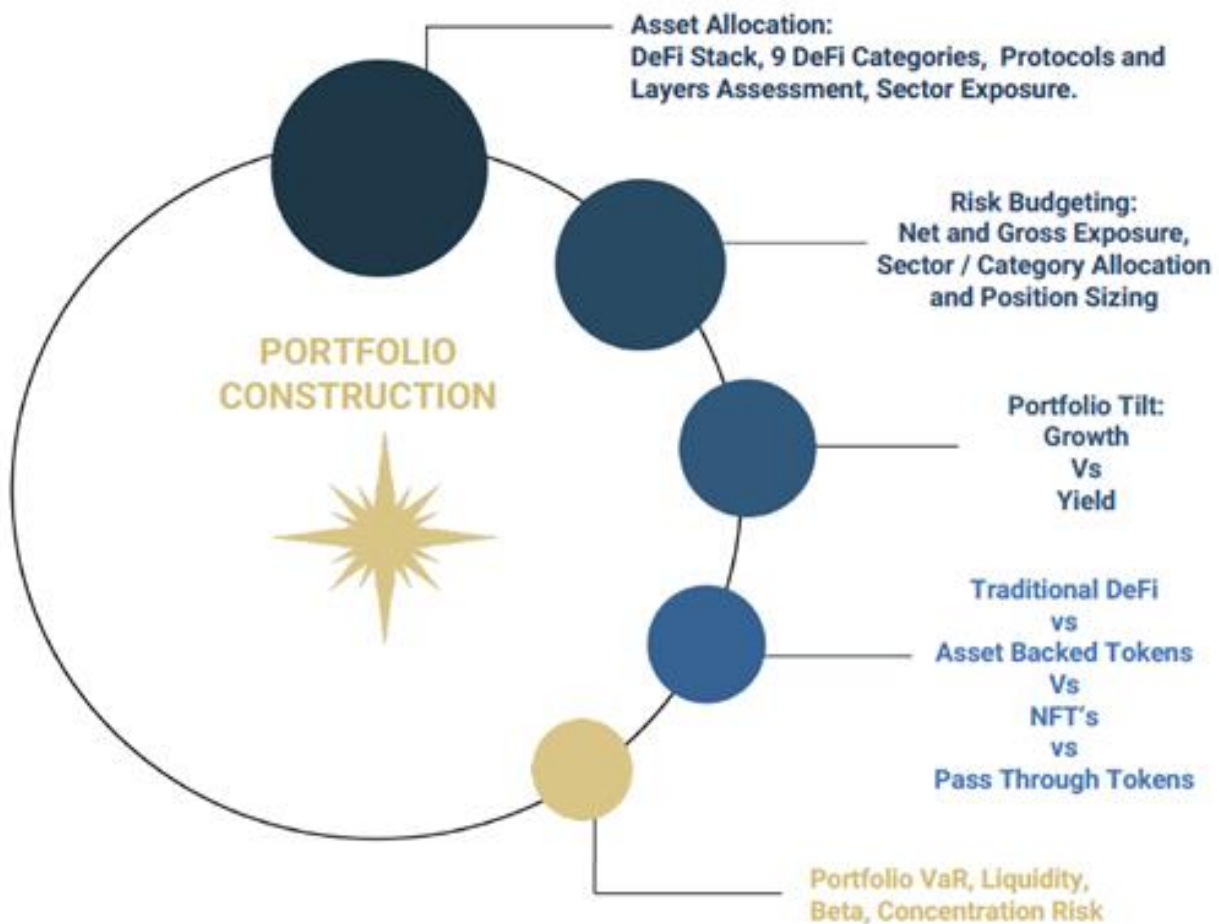 Asset Allocation:
DeFi Stack, 9 DeFi Categories, Protocols and
Layers Assessment, Sector Exposure.
Risk Budgeting:
Net and Gross Exposure,
Sector / Category Allocation
and Position Sizing
PORTFOLIO
CONSTRUCTION
Portfolio Tilt:
Growth
Vs
Yield
Traditional DeFi
vs
Asset Backed Tokens
Vs
NFT's
vs
Pass Through Tokens
Portfolio VaR, Liquidity,
Beta, Concentration Risk